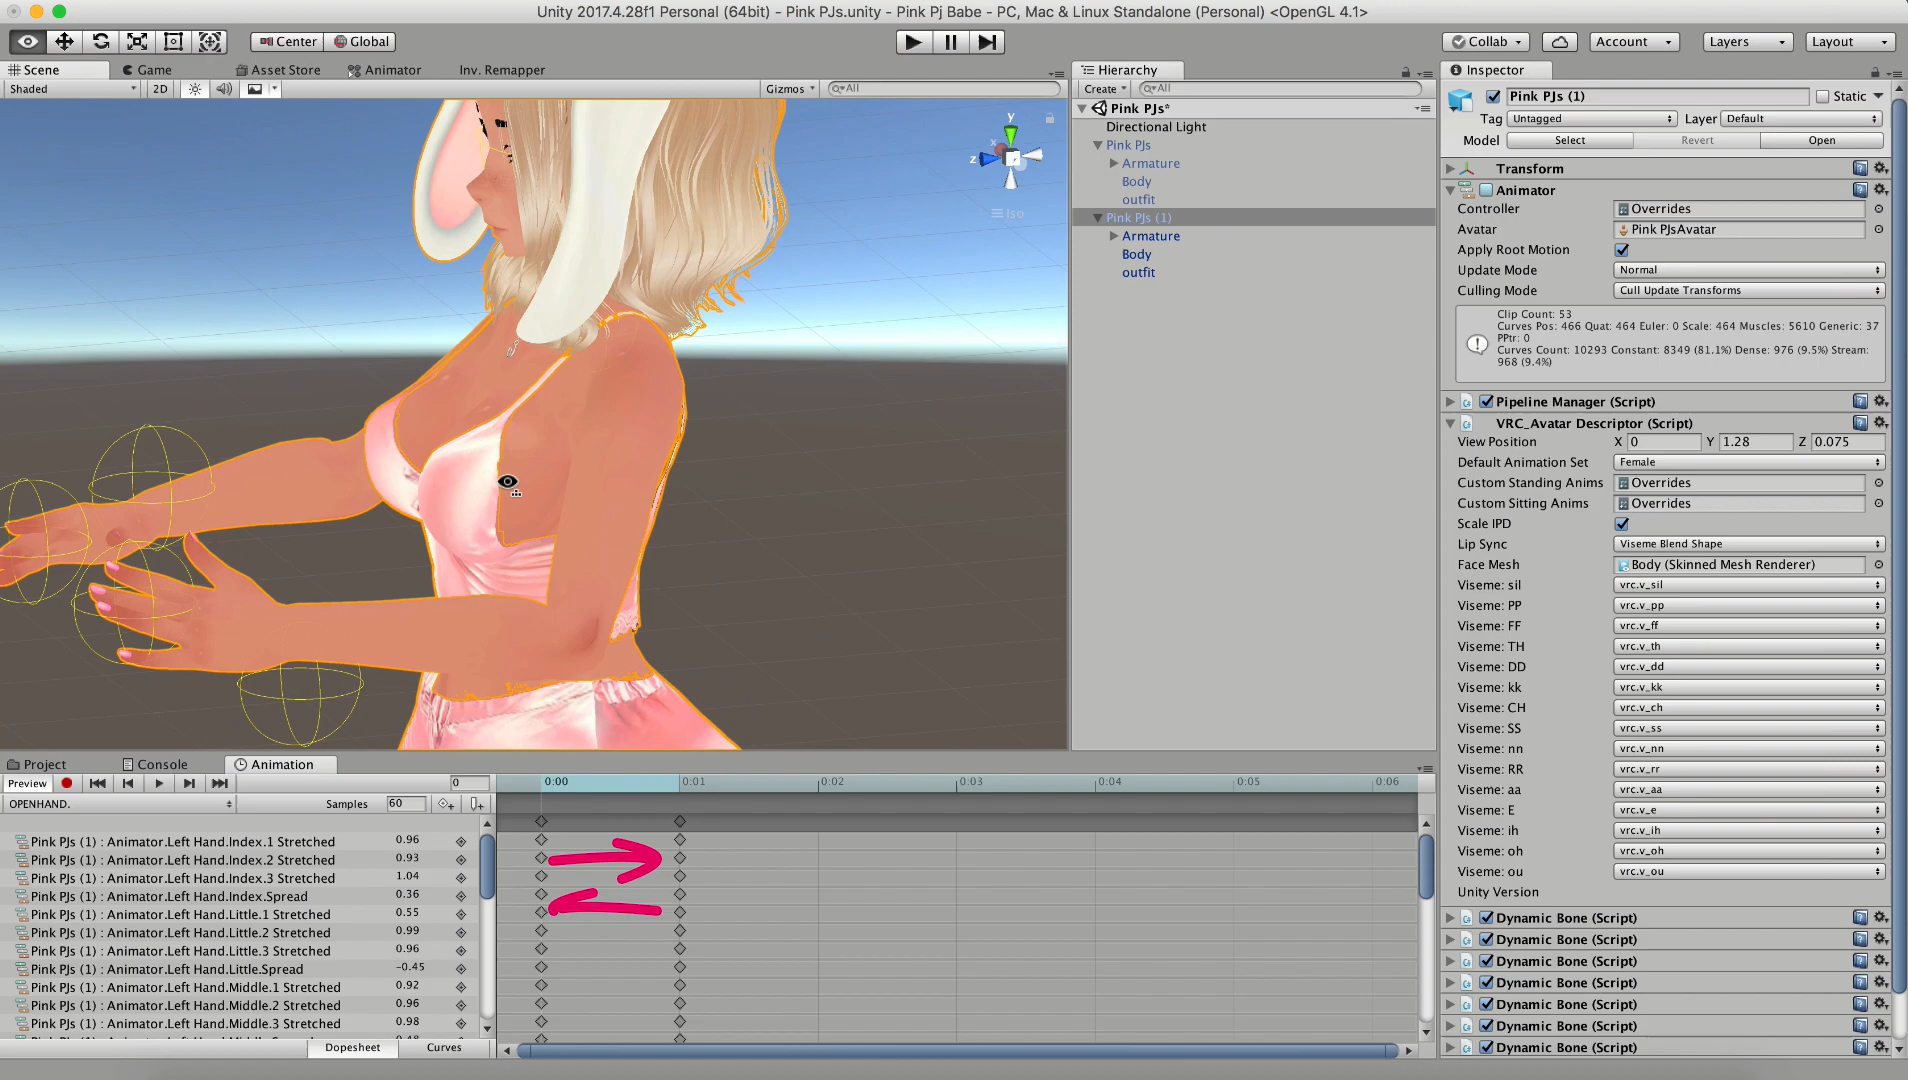 Unity 2017.4.28f1 Personal (64bit) - Pink PJs.unity - Pink Pj Babe - PC, Mac & Linux Standalone (Personal) <OpenGL 4.1>
Center Global Collab Account Layers Layout
Scene Game Asset Store Animator Inv. Remapper
Shaded 2D Gizmos All
y
x
z
Iso
Hierarchy
Create All
Pink PJs*
Directional Light
Pink PJs
Armature
Body
outfit
Pink PJs (1)
Armature
Body
outfit
Inspector
Pink PJs (1) Static
Tag Untagged Layer Default
Model Select Revert Open
Transform
Animator
Controller Overrides
Avatar Pink PJsAvatar
Apply Root Motion
Update Mode Normal
Culling Mode Cull Update Transforms
Clip Count: 53
Curves Pos: 466 Quat: 464 Euler: 0 Scale: 464 Muscles: 5610 Generic: 37
PPtr: 0
Curves Count: 10293 Constant: 8349 (81.1%) Dense: 976 (9.5%) Stream:
968 (9.4%)
Pipeline Manager (Script)
VRC_Avatar Descriptor (Script)
View Position X 0 Y 1.28 Z 0.075
Default Animation Set Female
Custom Standing Anims Overrides
Custom Sitting Anims Overrides
Scale IPD
Lip Sync Viseme Blend Shape
Face Mesh Body (Skinned Mesh Renderer)
Viseme: sil vrc.v_sil
Viseme: PP vrc.v_pp
Viseme: FF vrc.v_ff
Viseme: TH vrc.v_th
Viseme: DD vrc.v_dd
Viseme: kk vrc.v_kk
Viseme: CH vrc.v_ch
Viseme: SS vrc.v_ss
Viseme: nn vrc.v_nn
Viseme: RR vrc.v_rr
Viseme: aa vrc.v_aa
Viseme: E vrc.v_e
Viseme: ih vrc.v_ih
Viseme: oh vrc.v_oh
Viseme: ou vrc.v_ou
Unity Version
Dynamic Bone (Script)
Dynamic Bone (Script)
Dynamic Bone (Script)
Dynamic Bone (Script)
Dynamic Bone (Script)
Dynamic Bone (Script)
Dynamic Bone (Script)
Project Console Animation
Preview 0 0:00 0:01 0:02 0:03 0:04 0:05 0:06
OPENHAND. Samples 60
Pink PJs (1) : Animator.Left Hand.Index.1 Stretched 0.96
Pink PJs (1) : Animator.Left Hand.Index.2 Stretched 0.93
Pink PJs (1) : Animator.Left Hand.Index.3 Stretched 1.04
Pink PJs (1) : Animator.Left Hand.Index.Spread 0.36
Pink PJs (1) : Animator.Left Hand.Little.1 Stretched 0.55
Pink PJs (1) : Animator.Left Hand.Little.2 Stretched 0.99
Pink PJs (1) : Animator.Left Hand.Little.3 Stretched 0.96
Pink PJs (1) : Animator.Left Hand.Little.Spread -0.45
Pink PJs (1) : Animator.Left Hand.Middle.1 Stretched 0.92
Pink PJs (1) : Animator.Left Hand.Middle.2 Stretched 0.96
Pink PJs (1) : Animator.Left Hand.Middle.3 Stretched 0.98
Dopesheet Curves